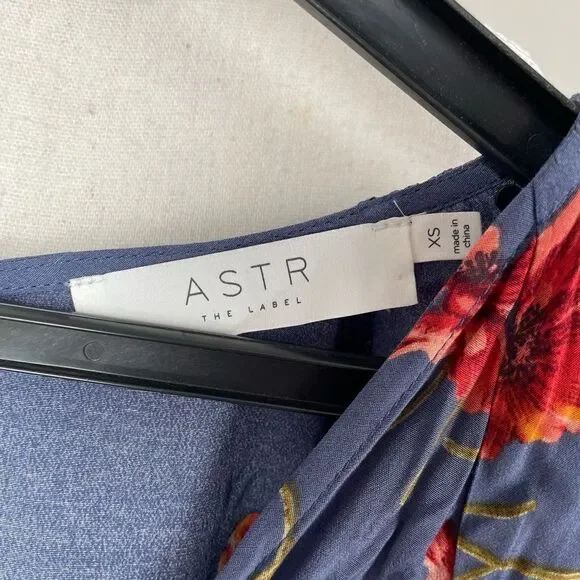 ASTR
THE LABEL
XS
made in
china